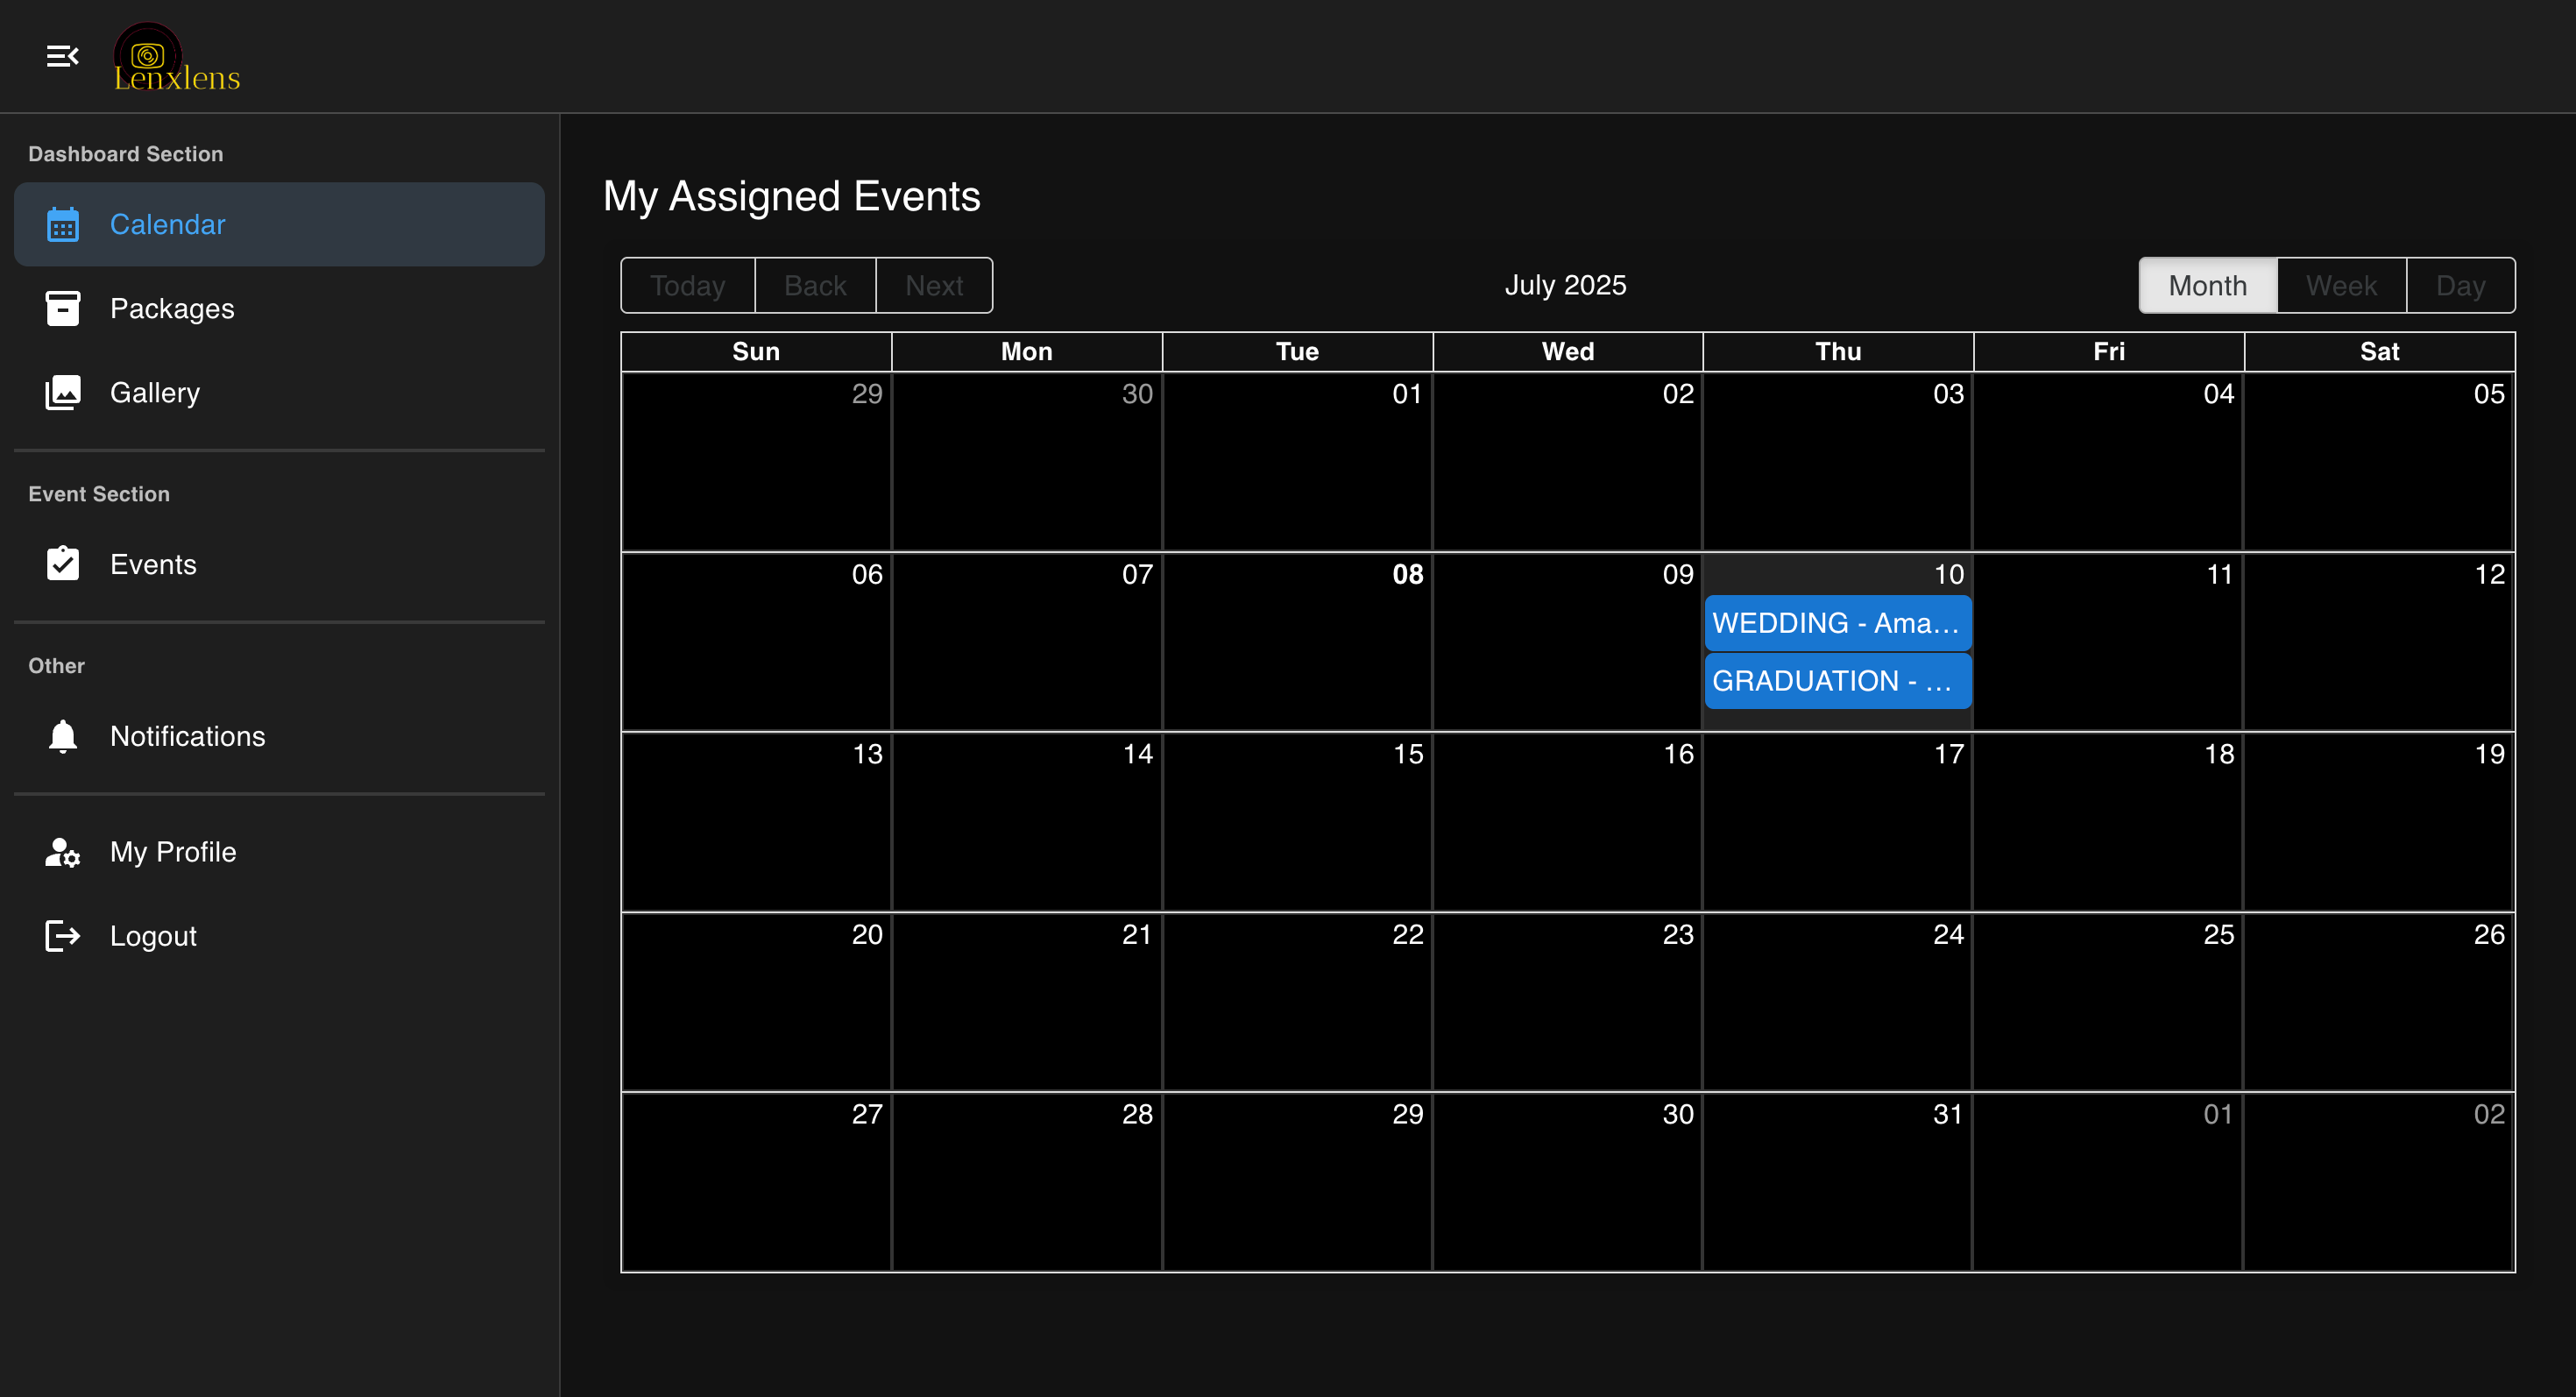 Lenxlens
Dashboard Section
Calendar
Packages
Gallery
Event Section
Events
Other
Notifications
My Profile
Logout
My Assigned Events
Today Back Next
July 2025
Month Week Day
Sun Mon Tue Wed Thu Fri Sat
29 30 01 02 03 04 05
06 07 08 09 10 11 12
WEDDING - Ama...
GRADUATION - ...
13 14 15 16 17 18 19
20 21 22 23 24 25 26
27 28 29 30 31 01 02